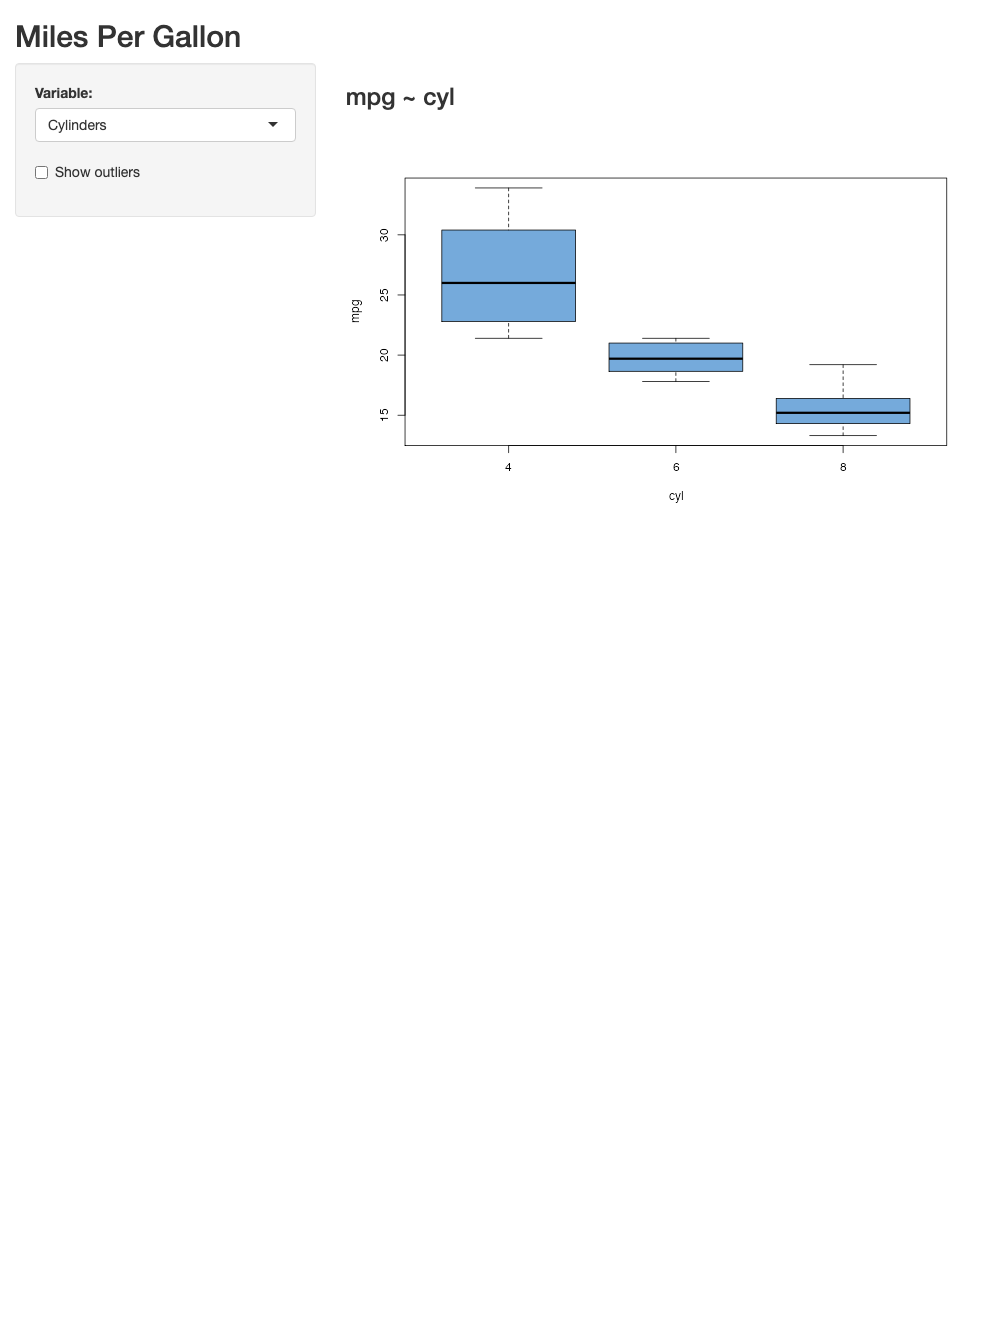 Miles Per Gallon
Variable:
Cylinders
Show outliers
mpg ~ cyl
30
25
20
15
mpg
4 6 8
cyl